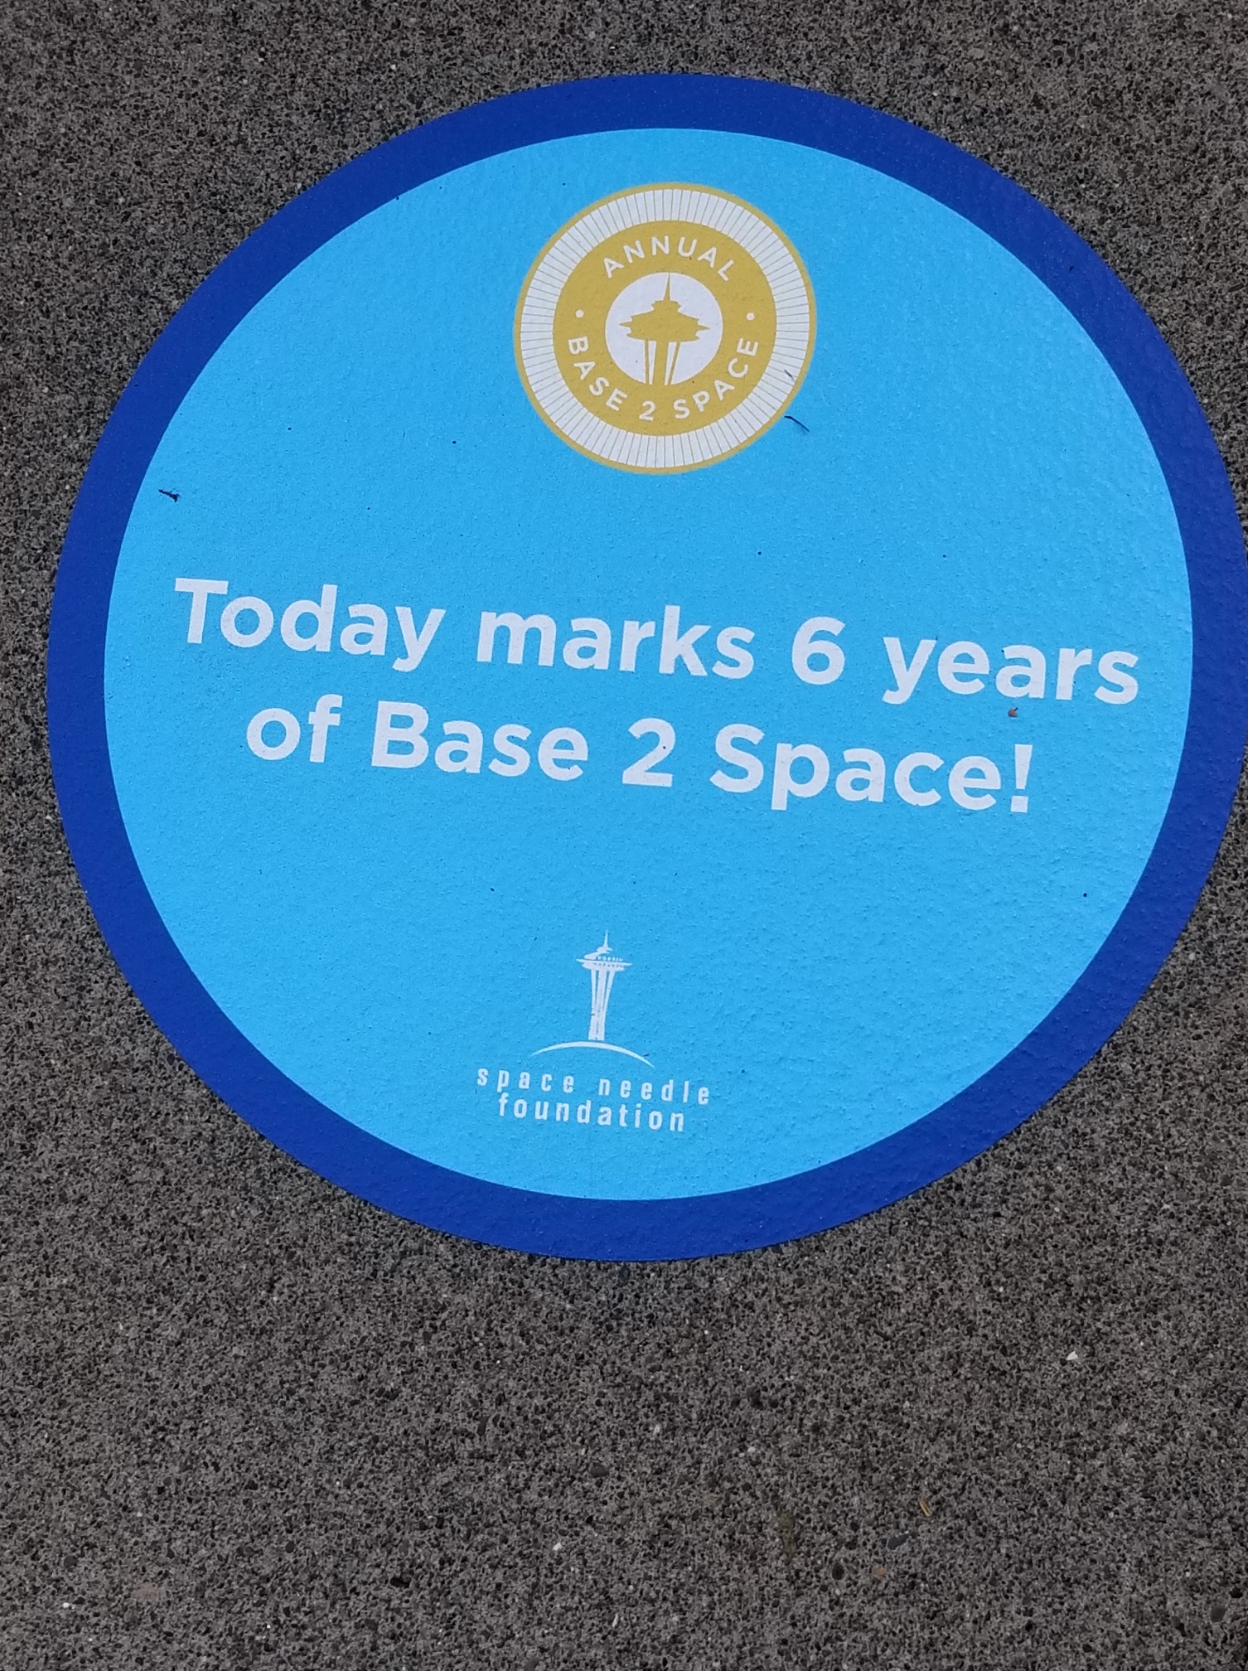 ANNUAL
BASE 2 SPACE
Today marks 6 years
of Base 2 Space!
space needle
foundation